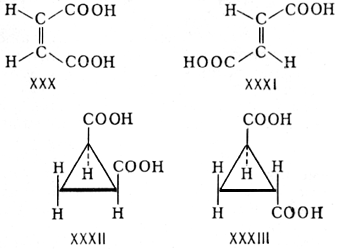 H COOH H COOH
C C
C C
H COOH HOOC H
XXX XXXI
COOH COOH
H COOH H H
H H
H H H COOH
XXXII XXXIII